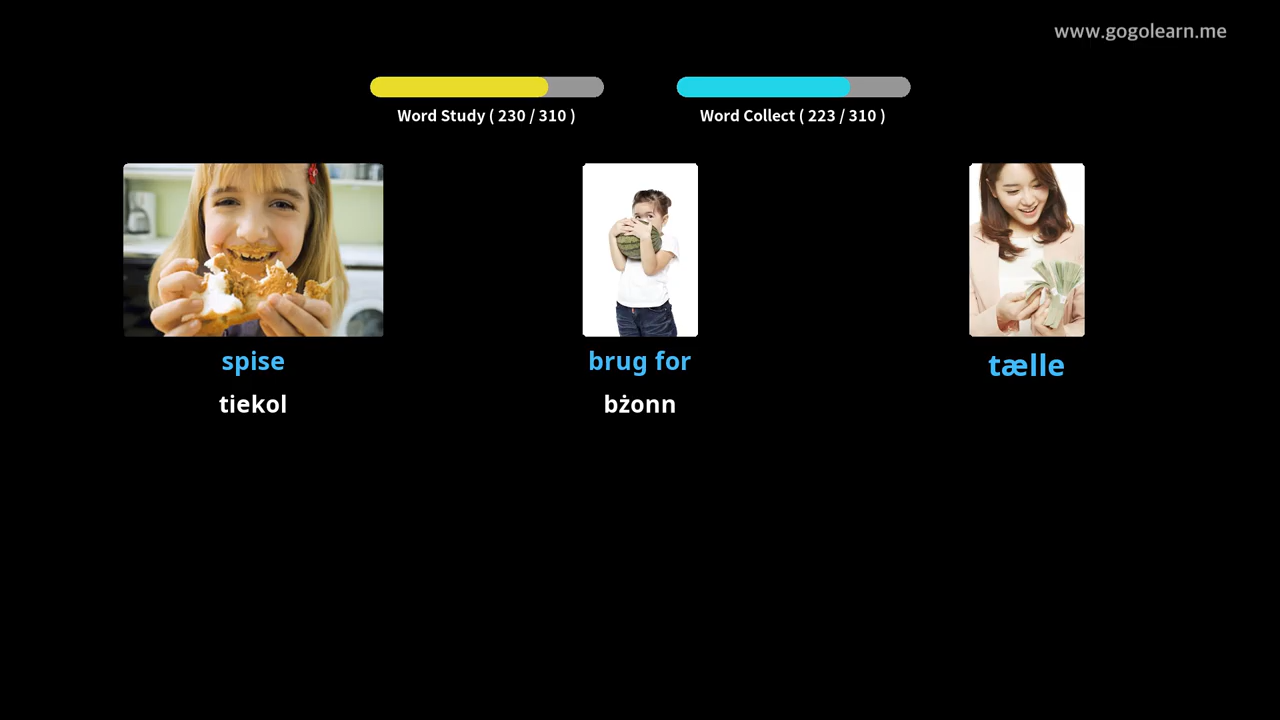 www.gogolearn.me
Word Study ( 230 / 310 )
Word Collect ( 223 / 310 )
spise
brug for
tælle
tiekol
bżonn